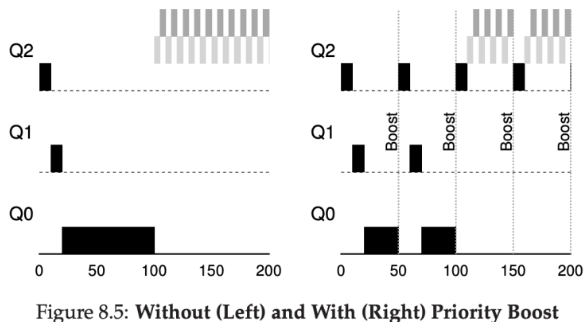 Q2 Q2
Boost Boost Boost Boost
Q1 Q1
Q0 Q0
0 50 100 150 200 0 50 100 150 200
Figure 8.5: Without (Left) and With (Right) Priority Boost